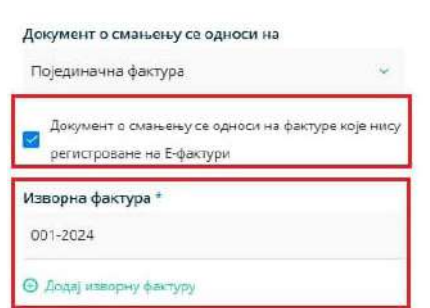 Документ о смањењу се односи на
Појединачна фактура
Документ о смањењу се односи на фактуре које нису
регистроване на Е-фактури
Изворна фактура *
001-2024
Додај изворну фактуру